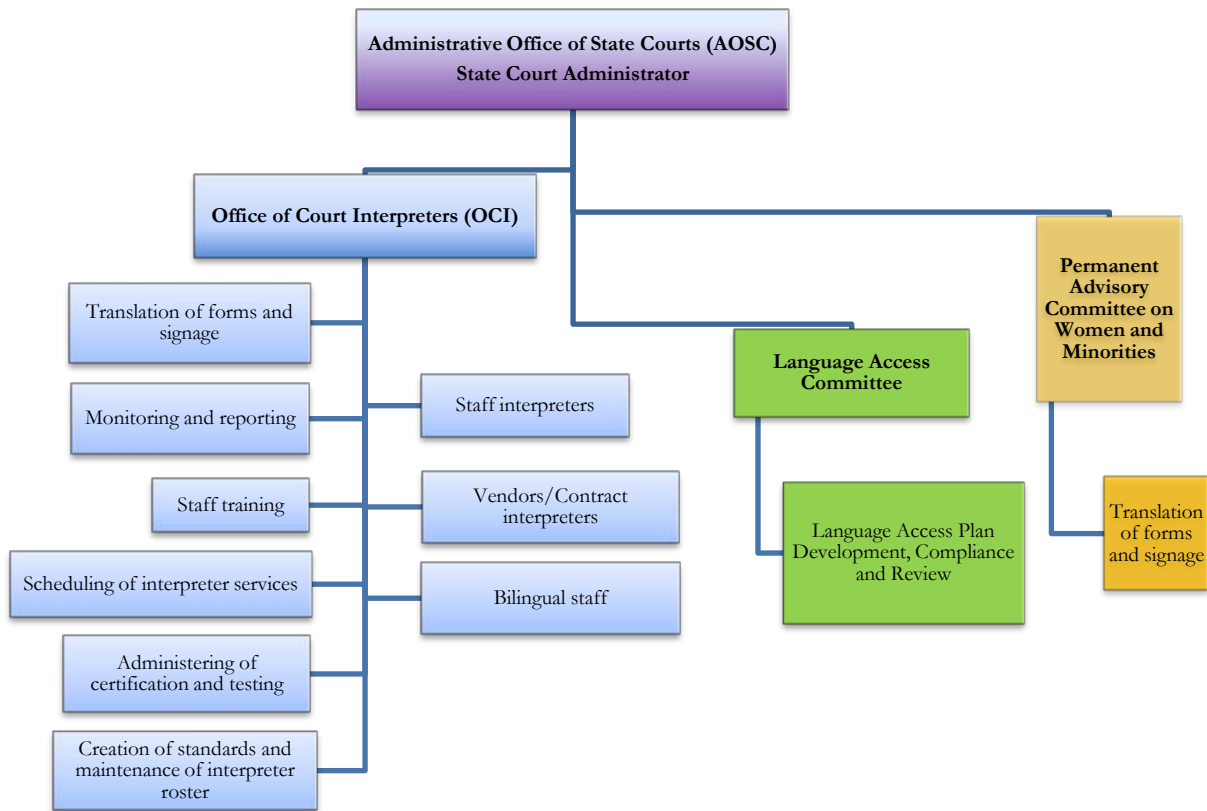 Administrative Office of State Courts (AOSC)
State Court Administrator
Office of Court Interpreters (OCI)
Translation of forms and
signage
Monitoring and reporting
Staff training
Scheduling of interpreter services
Administering of
certification and testing
Creation of standards and
maintenance of interpreter
roster
Staff interpreters
Vendors/Contract
interpreters
Bilingual staff
Language Access
Committee
Language Access Plan
Development, Compliance
and Review
Permanent
Advisory
Committee on
Women and
Minorities
Translation
of forms
and signage